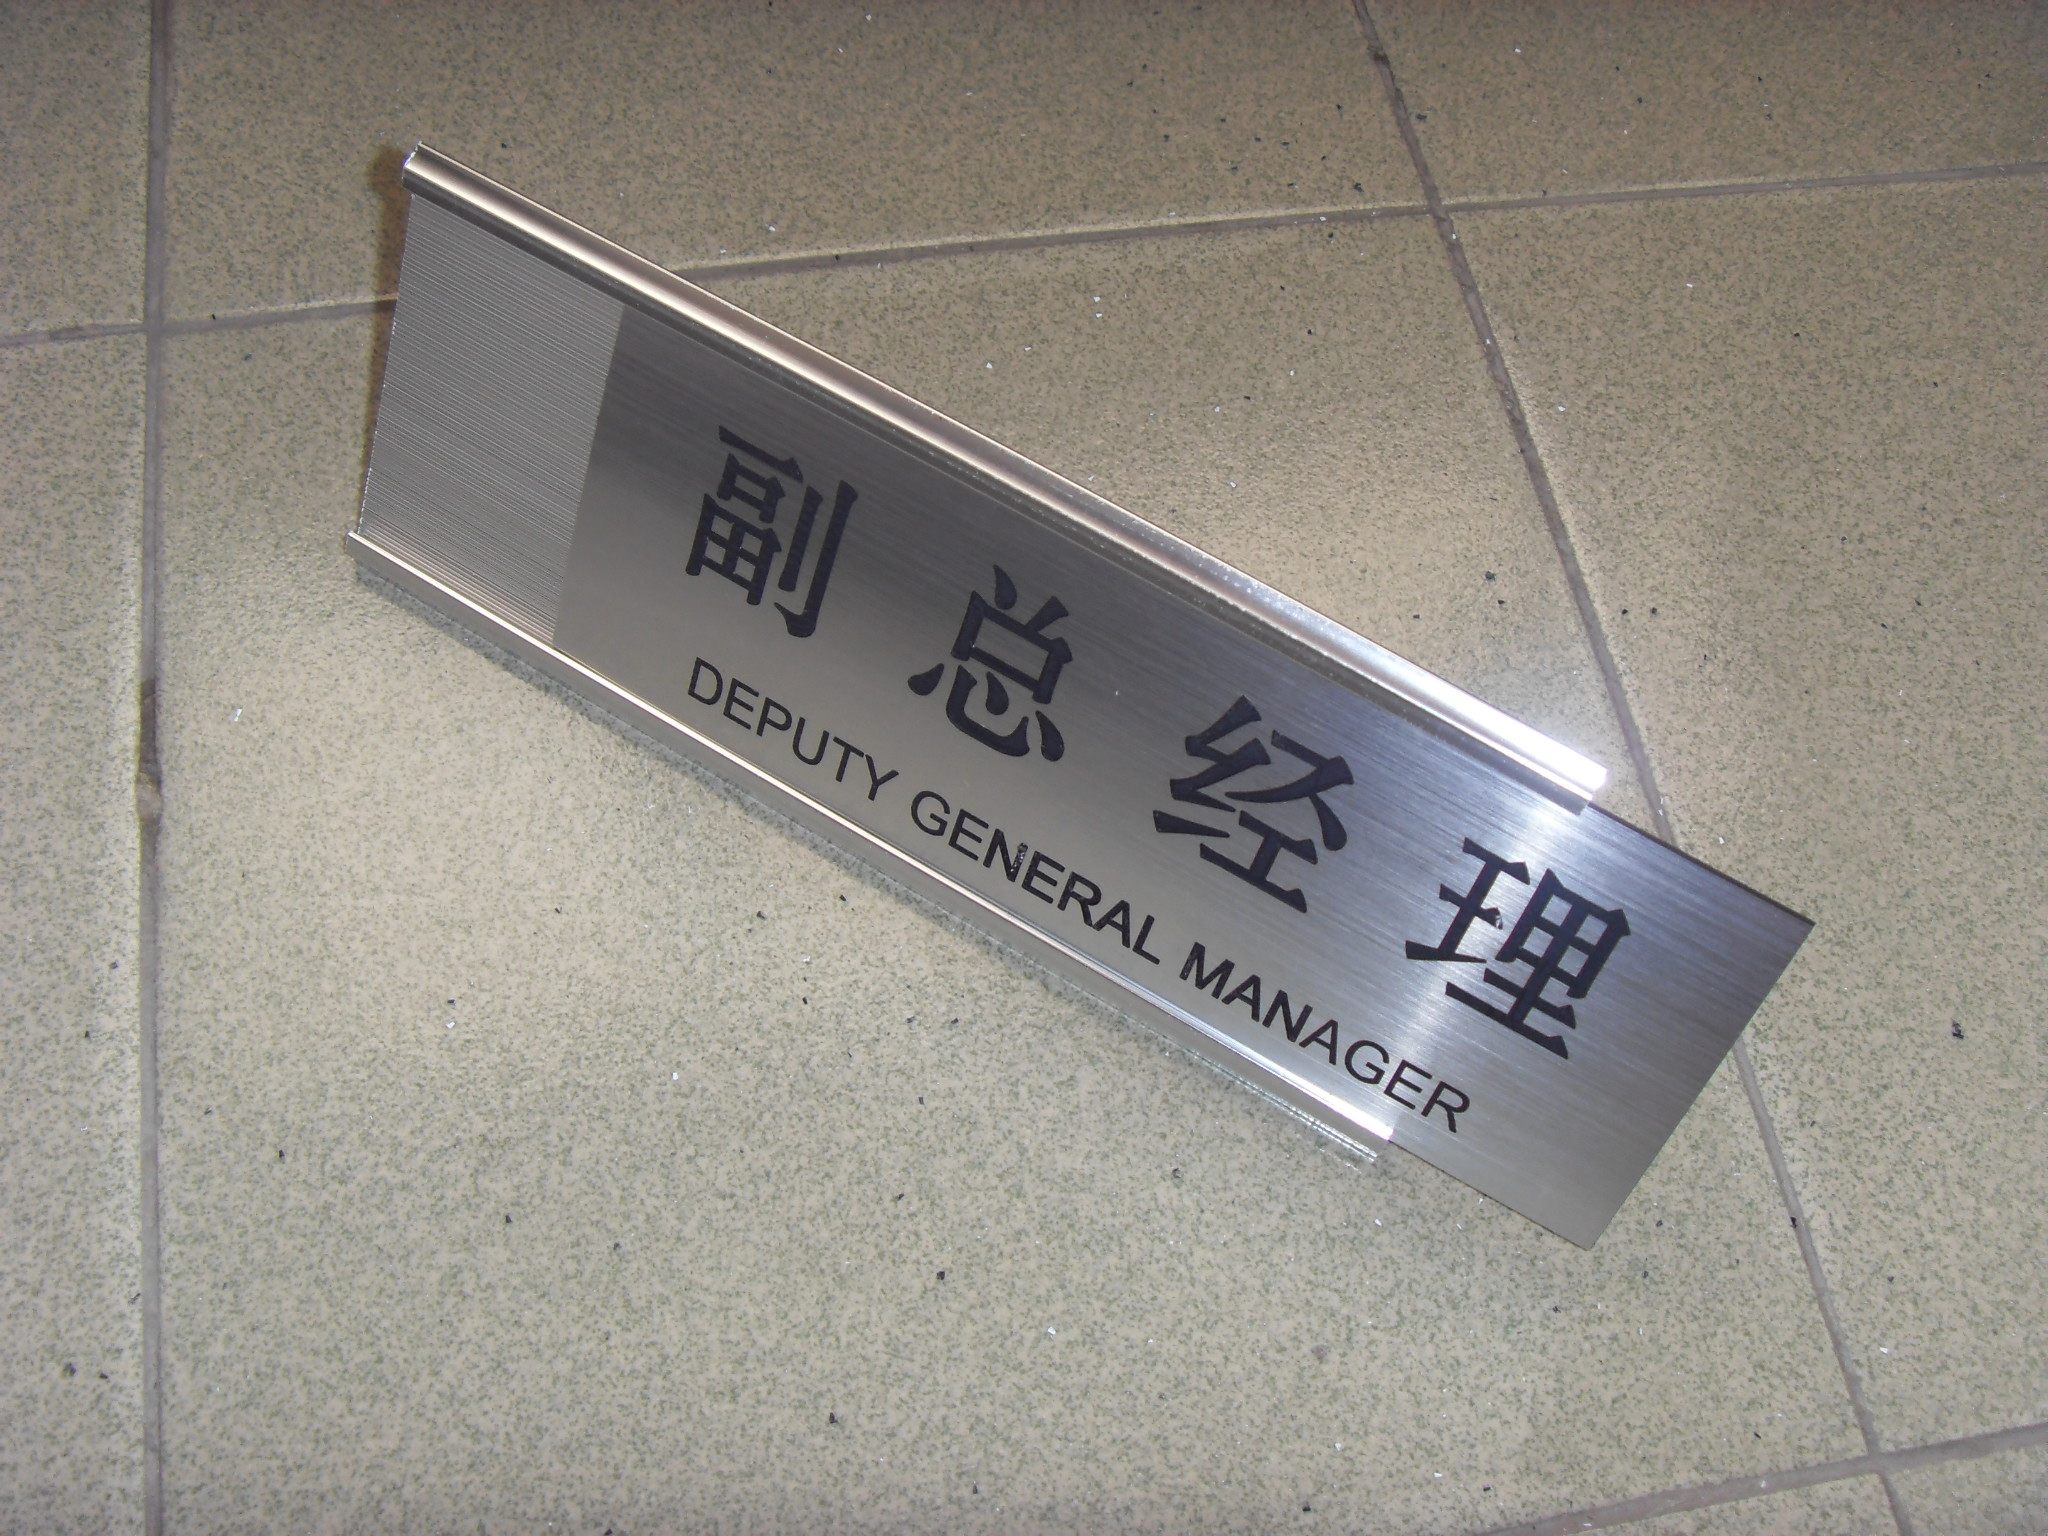 副总经理
DEPUTY GENERAL MANAGER